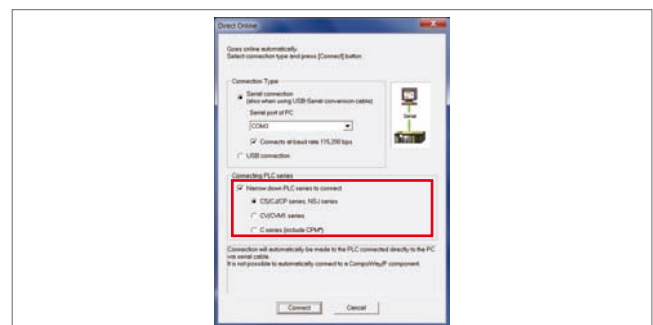 Direct Online
Goes online automatically.
Select connection type and press [Connect] button.
Connection Type
Serial connection
(also when using USB-Serial conversion cable)
Serial port of PC
COM3
Connects at baud rate 115,200 bps
USB connection
Serial
Connecting PLC series
Narrow down PLC series to connect
CS/CJ/CP series, NSJ series
CV/CVM1 series
C series (include CPM*)
Connection will automatically be made to the PLC connected directly to the PC
via serial cable.
It is not possible to automatically connect to a CompoWay/F component.
Connect
Cancel